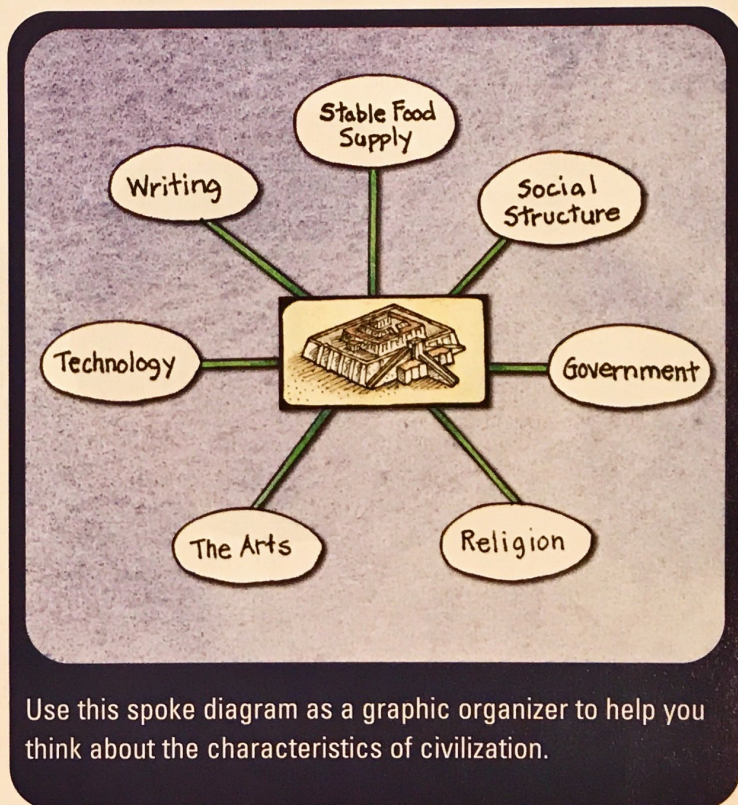 Stable Food
Supply
Writing
Social
Structure
Technology
Government
The Arts
Religion
Use this spoke diagram as a graphic organizer to help you
think about the characteristics of civilization.